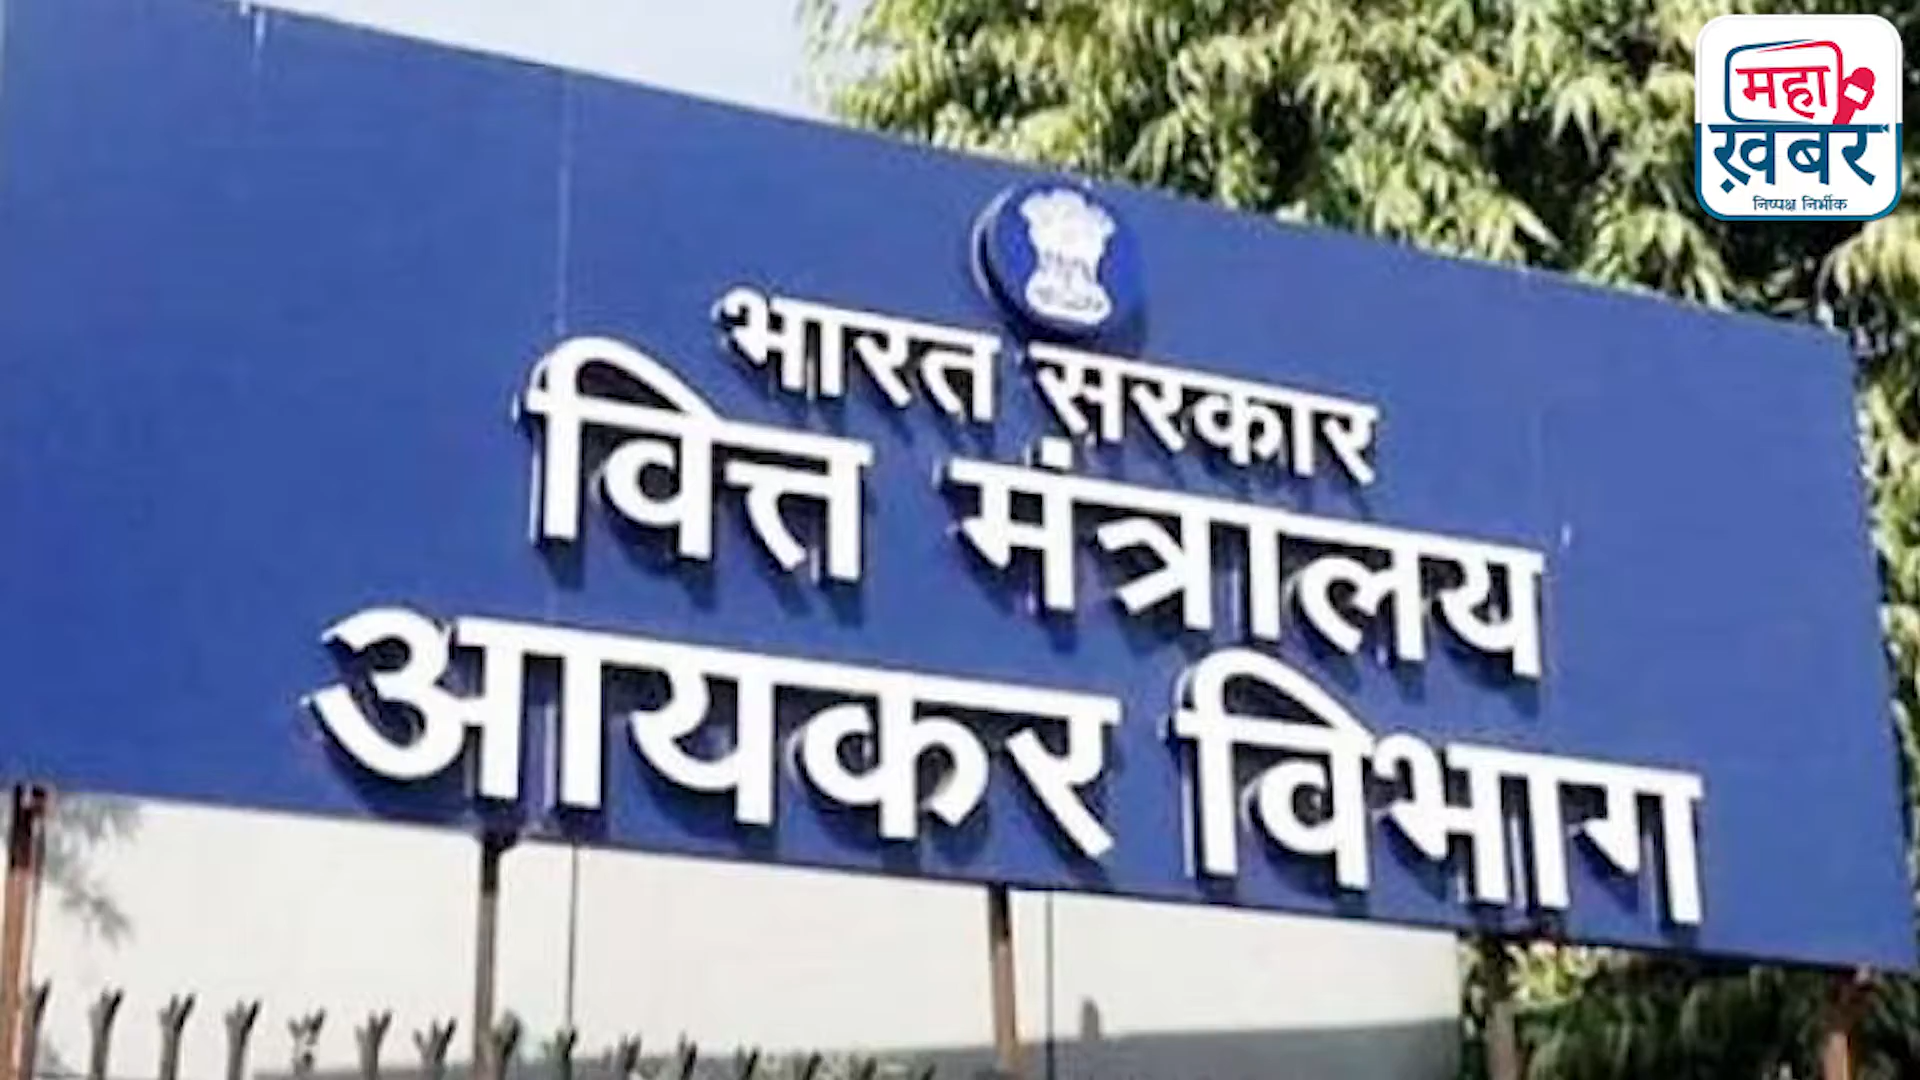 भारत सरकार
वित्त मंत्रालय
आयकर विभाग
महा
ख़बर
निष्पक्ष निर्भीक